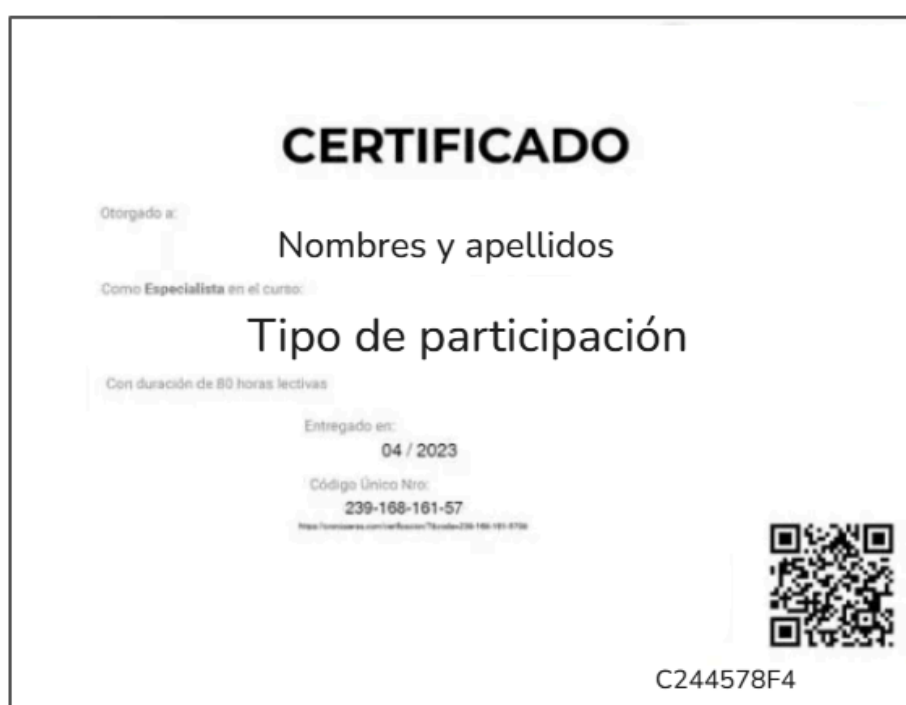 CERTIFICADO
Otorgado a:
Nombres y apellidos
Como Especialista en el curso:
Tipo de participación
Con duración de 80 horas lectivas
Entregado en:
04 / 2023
Código Único Nro:
239-168-161-57
C244578F4